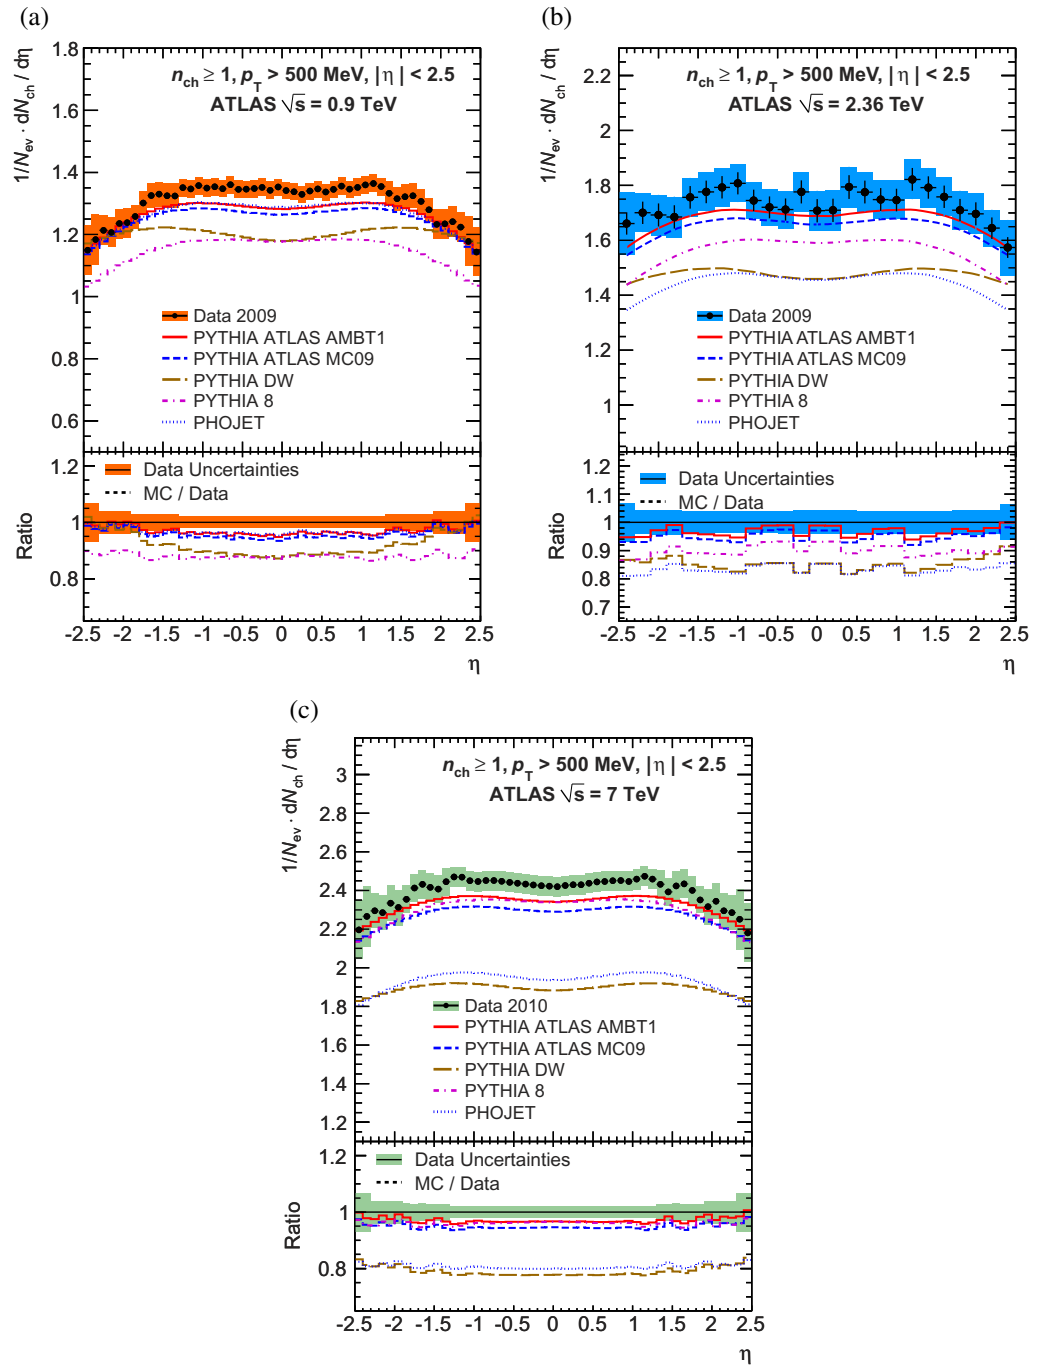 (a)
1/N_ev · dN_ch / dη
n_ch ≥ 1, p_T > 500 MeV, |η| < 2.5
ATLAS √s = 0.9 TeV
1.8
1.6
1.4
1.2
1
0.8
0.6
Data 2009
PYTHIA ATLAS AMBT1
PYTHIA ATLAS MC09
PYTHIA DW
PYTHIA 8
PHOJET
Ratio
1.2
1
0.8
Data Uncertainties
MC / Data
-2.5 -2 -1.5 -1 -0.5 0 0.5 1 1.5 2 2.5
η
(b)
1/N_ev · dN_ch / dη
n_ch ≥ 1, p_T > 500 MeV, |η| < 2.5
ATLAS √s = 2.36 TeV
2.2
2
1.8
1.6
1.4
1.2
1
Data 2009
PYTHIA ATLAS AMBT1
PYTHIA ATLAS MC09
PYTHIA DW
PYTHIA 8
PHOJET
Ratio
1.2
1.1
1
0.9
0.8
0.7
Data Uncertainties
MC / Data
-2.5 -2 -1.5 -1 -0.5 0 0.5 1 1.5 2 2.5
η
(c)
1/N_ev · dN_ch / dη
n_ch ≥ 1, p_T > 500 MeV, |η| < 2.5
ATLAS √s = 7 TeV
3
2.8
2.6
2.4
2.2
2
1.8
1.6
1.4
1.2
Data 2010
PYTHIA ATLAS AMBT1
PYTHIA ATLAS MC09
PYTHIA DW
PYTHIA 8
PHOJET
Ratio
1.2
1
0.8
Data Uncertainties
MC / Data
-2.5 -2 -1.5 -1 -0.5 0 0.5 1 1.5 2 2.5
η